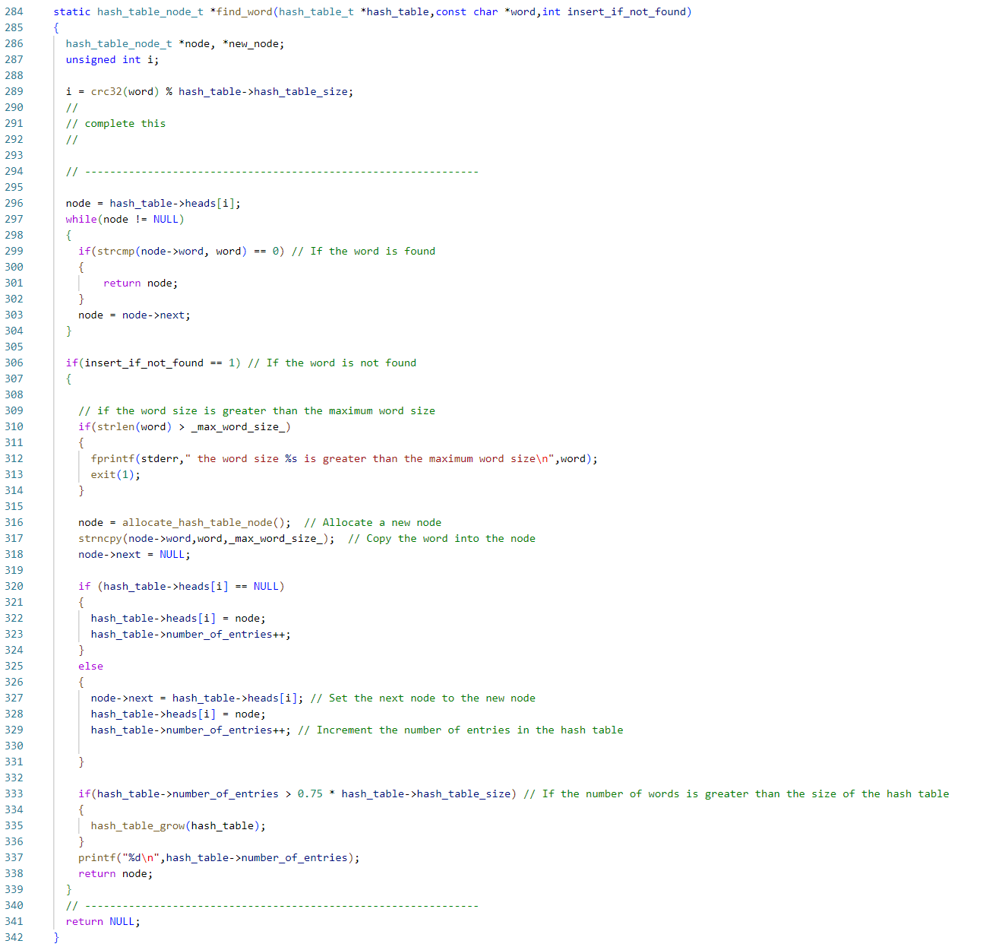 284 static hash_table_node_t *find_word(hash_table_t *hash_table,const char *word,int insert_if_not_found)
285 {
286   hash_table_node_t *node, *new_node;
287   unsigned int i;
288
289   i = crc32(word) % hash_table->hash_table_size;
290   //
291   // complete this
292   //
293
294   // ---------------------------------------------------------------
295
296   node = hash_table->heads[i];
297   while(node != NULL)
298   {
299     if(strcmp(node->word, word) == 0) // If the word is found
300     {
301         return node;
302     }
303     node = node->next;
304   }
305
306   if(insert_if_not_found == 1) // If the word is not found
307   {
308
309     // if the word size is greater than the maximum word size
310     if(strlen(word) > _max_word_size_)
311     {
312       fprintf(stderr," the word size %s is greater than the maximum word size\n",word);
313       exit(1);
314     }
315
316     node = allocate_hash_table_node();  // Allocate a new node
317     strncpy(node->word,word,_max_word_size_);  // Copy the word into the node
318     node->next = NULL;
319
320     if (hash_table->heads[i] == NULL)
321     {
322       hash_table->heads[i] = node;
323       hash_table->number_of_entries++;
324     }
325     else
326     {
327       node->next = hash_table->heads[i]; // Set the next node to the new node
328       hash_table->heads[i] = node;
329       hash_table->number_of_entries++; // Increment the number of entries in the hash table
330
331     }
332
333     if(hash_table->number_of_entries > 0.75 * hash_table->hash_table_size) // If the number of words is greater than the size of the hash table
334     {
335       hash_table_grow(hash_table);
336     }
337     printf("%d\n",hash_table->number_of_entries);
338     return node;
339   }
340   // ---------------------------------------------------------------
341   return NULL;
342 }